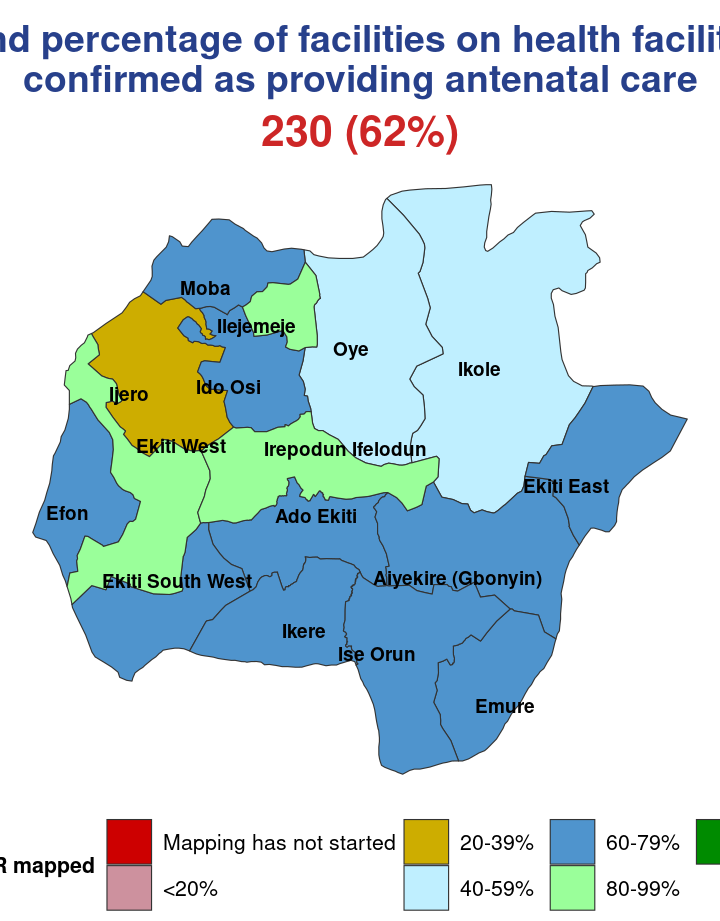 percentage of facilities on health
confirmed as providing antenatal care
230 (62%)
Moba
Ilejemeje
Oye
Ikole
Ido Osi
Ijero
Ekiti West
Irepodun Ifelodun
Ekiti East
Efon
Ado Ekiti
Ekiti South West
Aiyekire (Gbonyin)
Ikere
Ise Orun
Emure
Mapping has not started
20-39%
60-79%
R mapped
<20%
40-59%
80-99%